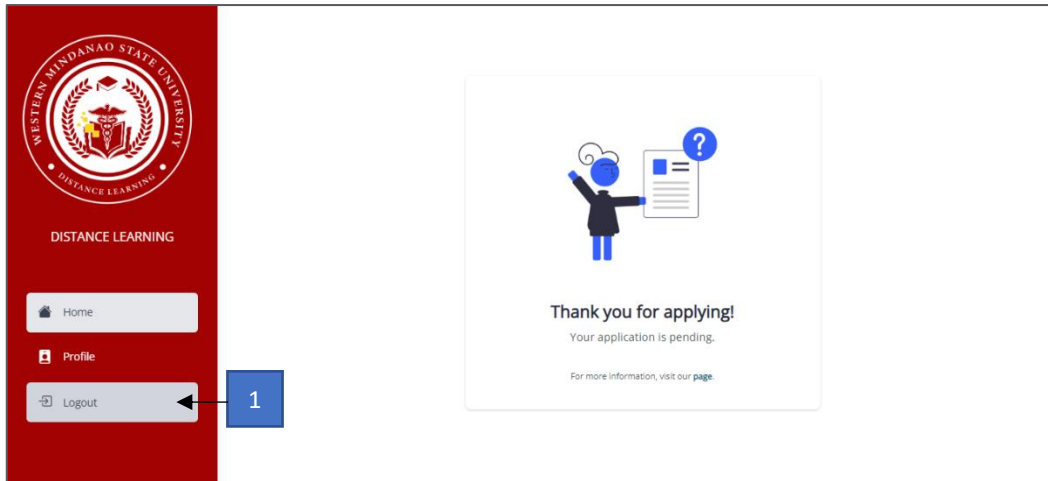 WESTERN MINDANAO STATE UNIVERSITY
DISTANCE LEARNING
DISTANCE LEARNING
Home
Profile
Logout
1
?
Thank you for applying!
Your application is pending.
For more information, visit our page.